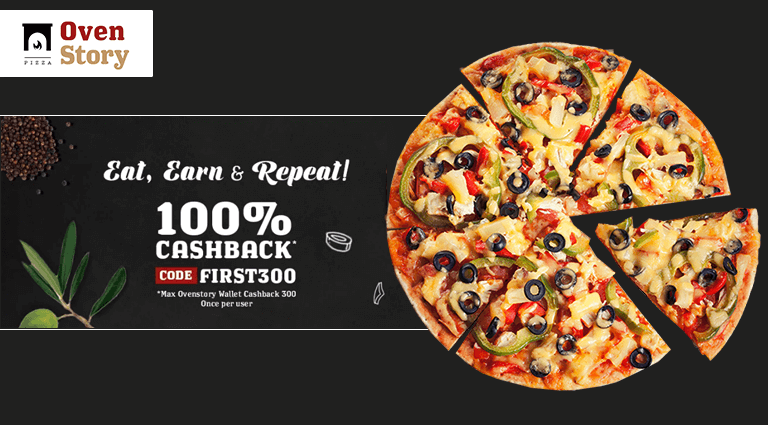 Oven
Story
PIZZA
Eat, Earn & Repeat!
100%
CASHBACK*
CODE FIRST300
*Max Ovenstory Wallet Cashback 300
Once per user